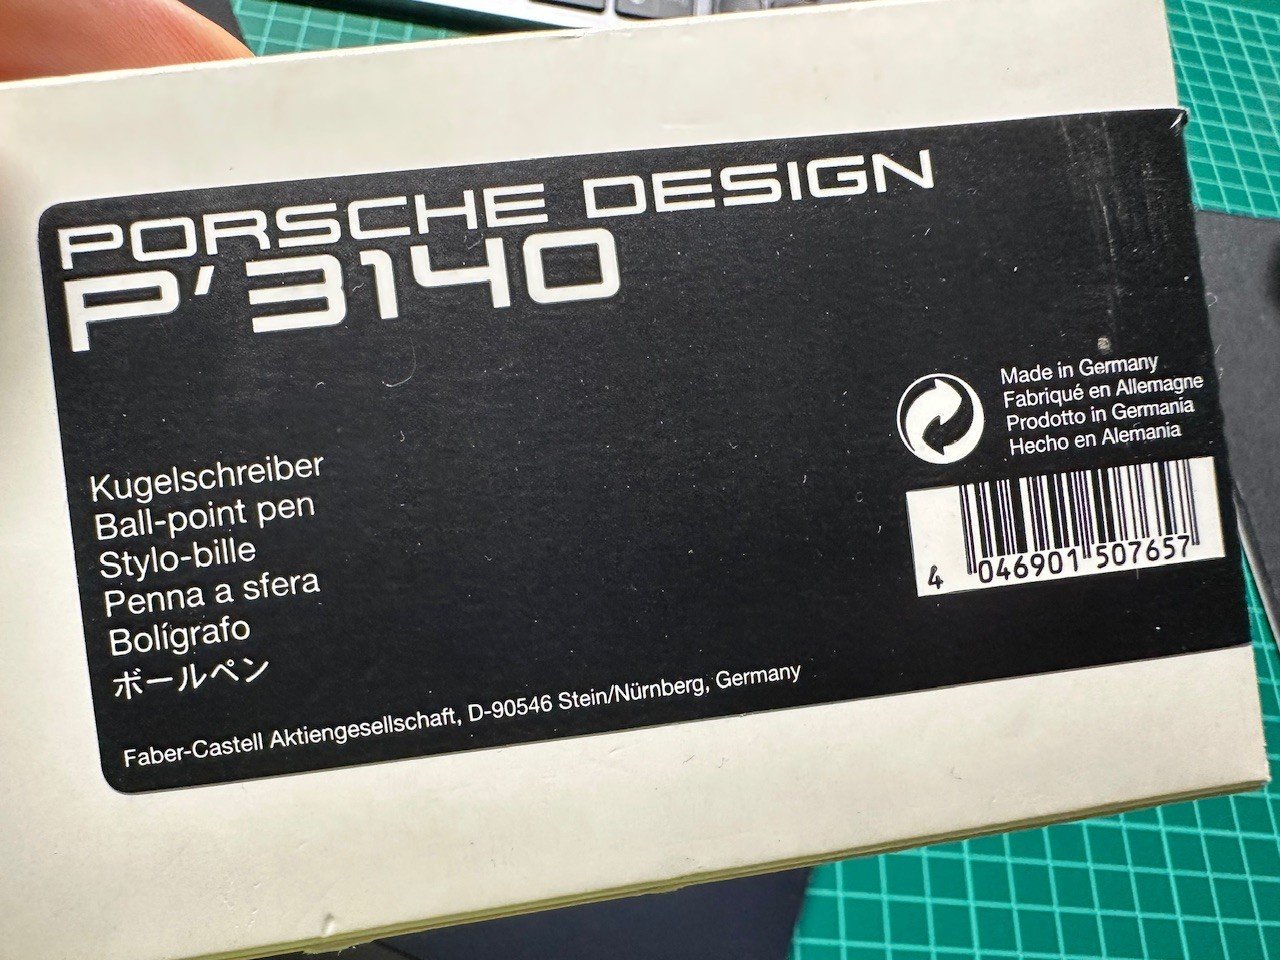 PORSCHE DESIGN
P'3140
Kugelschreiber
Ball-point pen
Stylo-bille
Penna a sfera
Bolígrafo
ボールペン
Faber-Castell Aktiengesellschaft, D-90546 Stein/Nürnberg, Germany
Made in Germany
Fabriqué en Allemagne
Prodotto in Germania
Hecho en Alemania
4 046901 507657